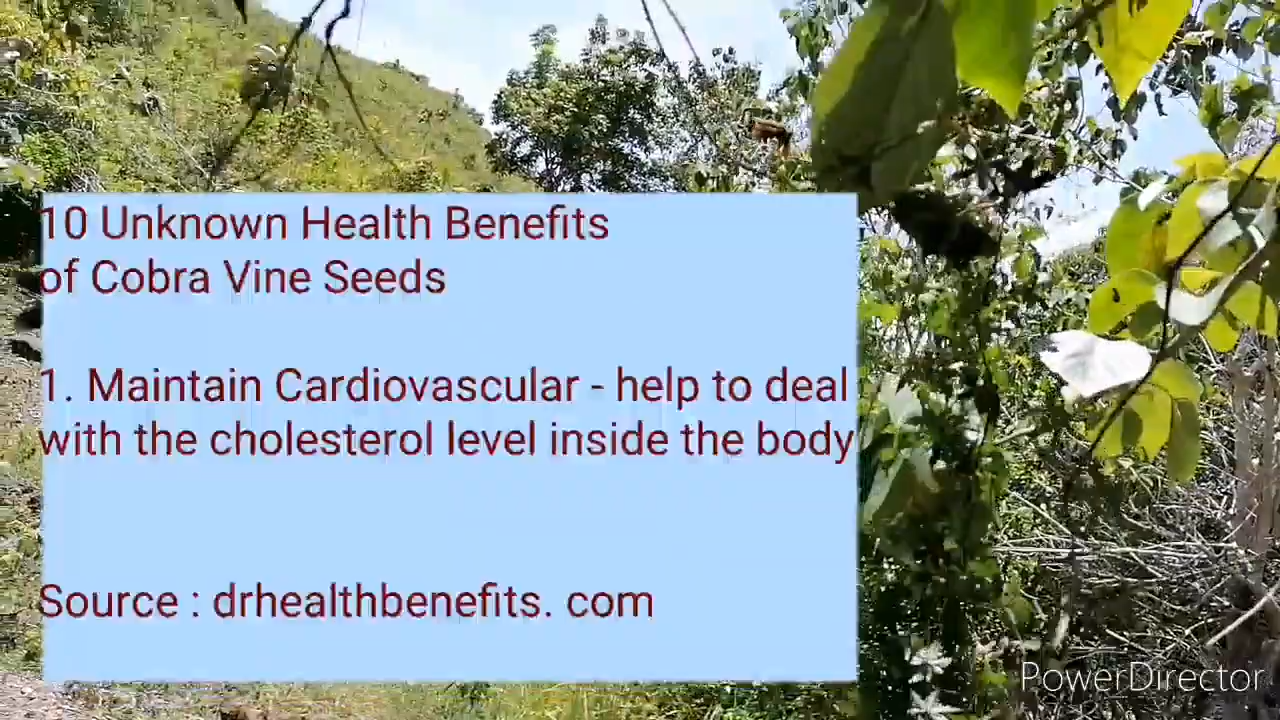 10 Unknown Health Benefits
of Cobra Vine Seeds
1. Maintain Cardiovascular - help to deal
with the cholesterol level inside the body
Source : drhealthbenefits. com
PowerDirector